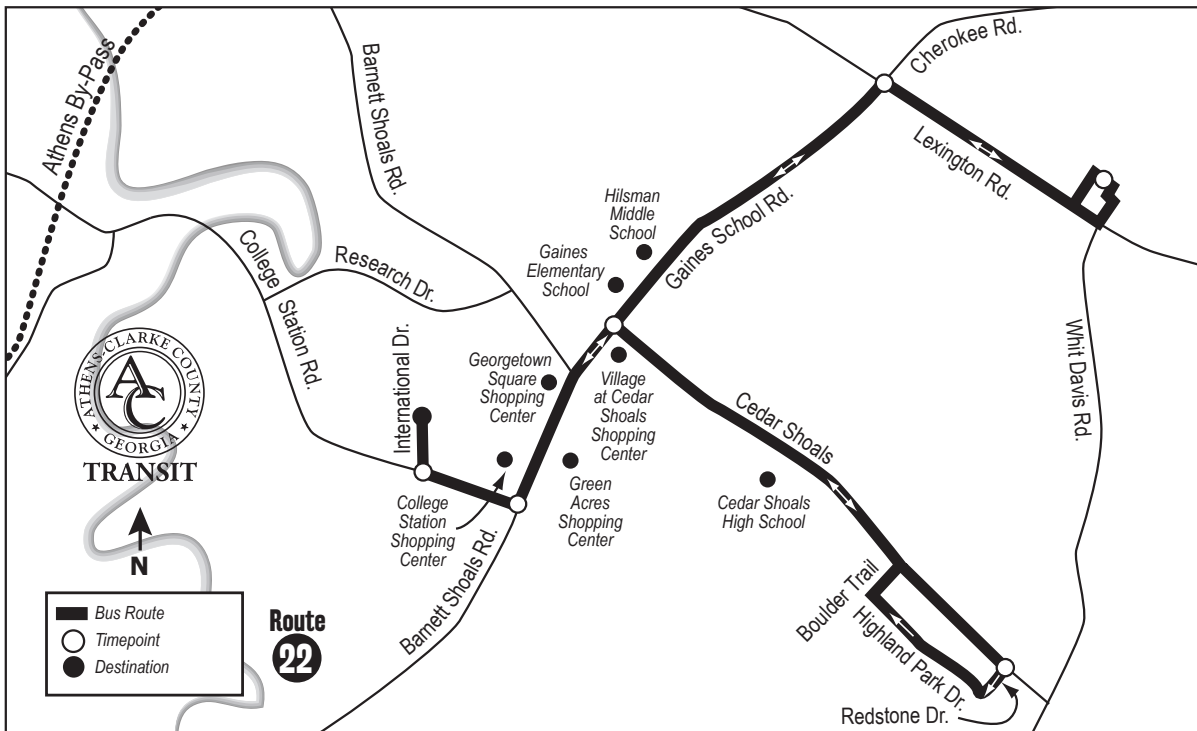 Athens By-Pass
Barnett Shoals Rd.
Cherokee Rd.
Lexington Rd.
Hilsman
Middle
School
Gaines School Rd.
Gaines
Elementary
School
College
Station Rd.
Research Dr.
Whit Davis Rd.
International Dr.
Georgetown
Square
Shopping
Center
Village
at Cedar
Shoals
Shopping
Center
Cedar Shoals
ATHENS-CLARKE COUNTY
AC
GEORGIA
TRANSIT
College
Station
Shopping
Center
Green
Acres
Shopping
Center
Cedar Shoals
High School
N
Barnett Shoals Rd.
Boulder Trail
Highland Park Dr.
Redstone Dr.
Bus Route
Timepoint
Destination
Route
22